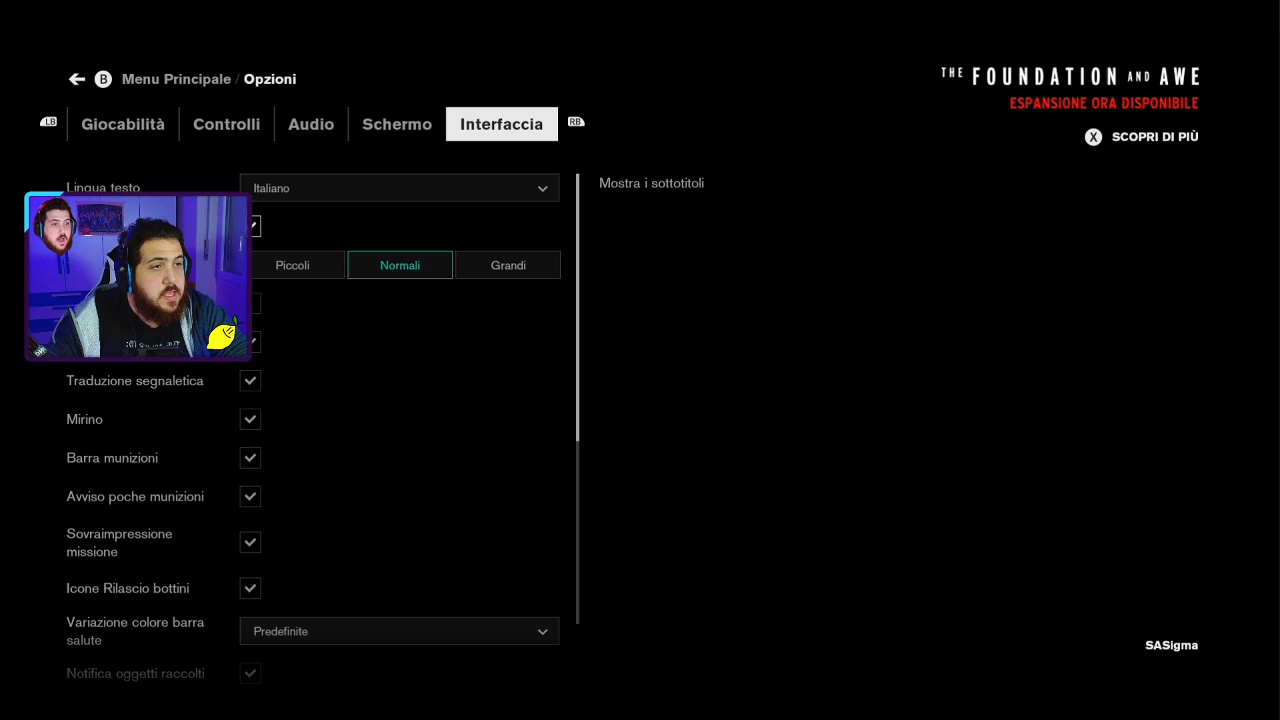 B Menu Principale / Opzioni
THE FOUNDATION AND AWE
ESPANSIONE ORA DISPONIBILE
X SCOPRI DI PIÙ
LB Giocabilità Controlli Audio Schermo Interfaccia RB
Lingua testo Italiano
Mostra i sottotitoli
Piccoli Normali Grandi
Traduzione segnaletica
Mirino
Barra munizioni
Avviso poche munizioni
Sovraimpressione
missione
Icone Rilascio bottini
Variazione colore barra
salute
Predefinite
Notifica oggetti raccolti
SASigma